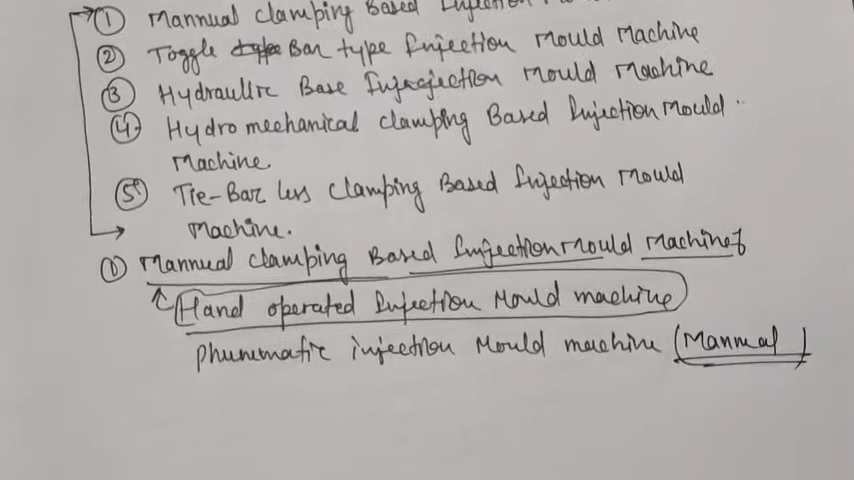 ① Mannual clamping Based Injection
② Toggle Bar type Injection Mould Machine
③ Hydraulic Base Injection Mould Machine
④ Hydromechanical clamping Based Injection Mould
Machine.
⑤ Tie-Bar less Clamping Based Injection Mould
Machine.
① Mannual clamping Based Injection Mould Machine
Hand operated Injection Mould machine
phunematic injection Mould machine (Mannual)